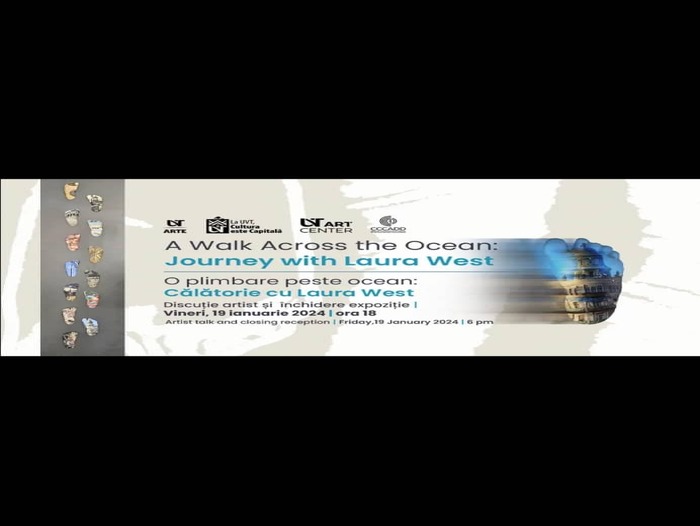 ARTE
La UVT,
Cultura
este Capitală
ART
CENTER
CCCADD
A Walk Across the Ocean:
Journey with Laura West
O plimbare peste ocean:
Călătorie cu Laura West
Discuție artist și închidere expoziție |
Vineri, 19 ianuarie 2024 | ora 18
Artist talk and closing reception | Friday,19 January 2024 | 6 pm